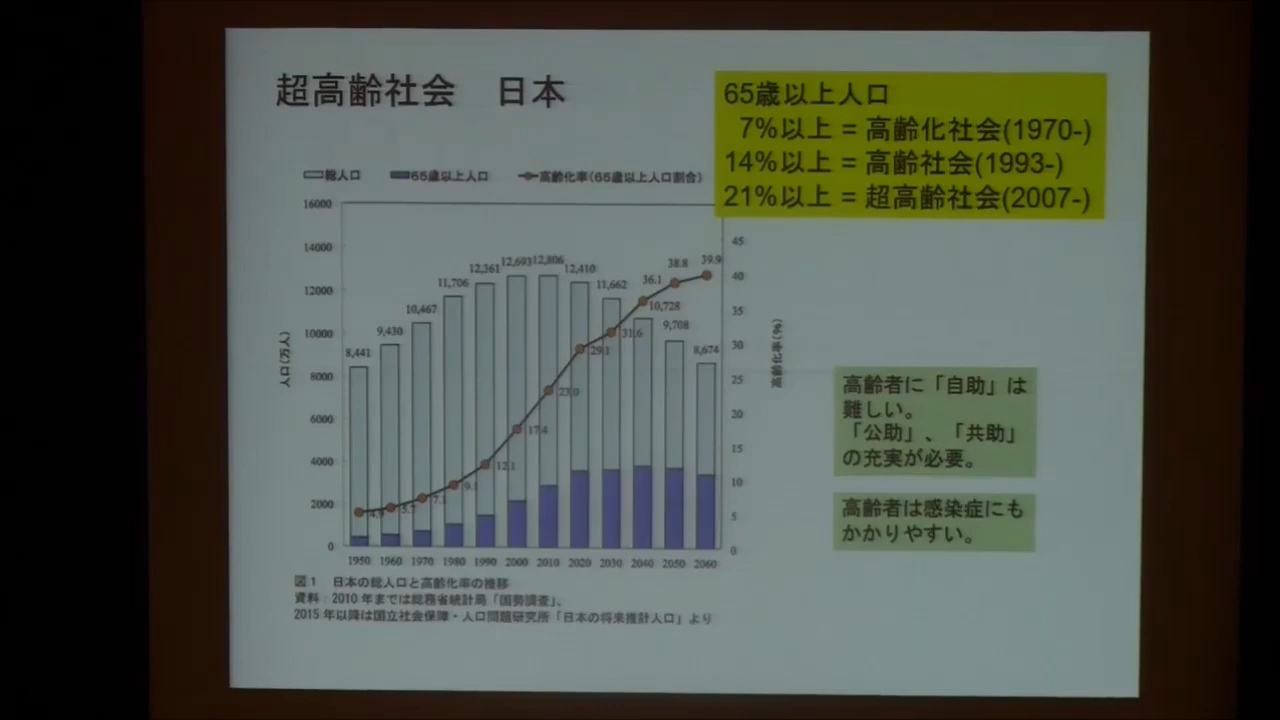 超高齢社会 日本
65歳以上人口
7%以上 = 高齢化社会(1970-)
14%以上 = 高齢社会(1993-)
21%以上 = 超高齢社会(2007-)
総人口 65歳以上人口 高齢化率(65歳以上人口割合)
人口(万人)
16000
14000
12000
10000
8000
6000
4000
2000
0
8,441
9,430
10,467
11,706
12,361
12,693
12,806
12,410
11,662
10,728
9,708
8,674
4.9
5.7
7.1
9.1
12.1
17.4
23.0
29.1
31.6
36.1
38.8
39.9
45
40
35
30
25
20
15
10
5
0
高齢化率(%)
1950 1960 1970 1980 1990 2000 2010 2020 2030 2040 2050 2060
図1 日本の総人口と高齢化率の推移
資料：2010年までは総務省統計局「国勢調査」、
2015年以降は国立社会保障・人口問題研究所「日本の将来推計人口」より
高齢者に「自助」は
難しい。
「公助」、「共助」
の充実が必要。
高齢者は感染症にも
かかりやすい。